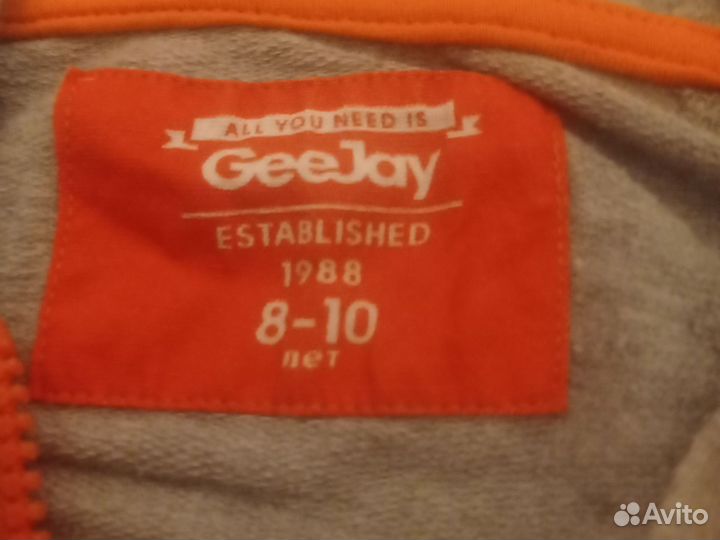 ALL YOU NEED IS
GeeJay
ESTABLISHED
1988
8-10
лет
Avito